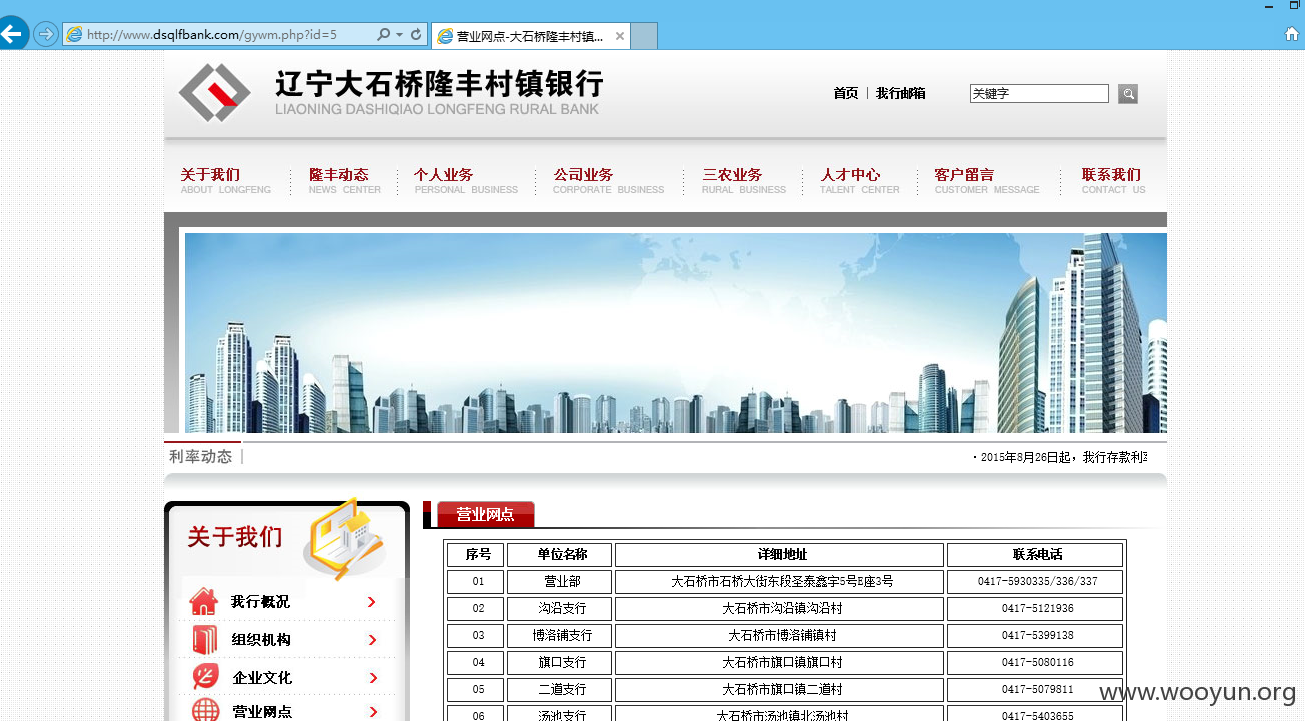 http://www.dsqlfbank.com/gywm.php?id=5
营业网点-大石桥隆丰村镇...
辽宁大石桥隆丰村镇银行
LIAONING DASHIQIAO LONGFENG RURAL BANK
首页 | 我行邮箱
关键字
关于我们 隆丰动态 个人业务 公司业务 三农业务 人才中心 客户留言 联系我们
ABOUT LONGFENG NEWS CENTER PERSONAL BUSINESS CORPORATE BUSINESS RURAL BUSINESS TALENT CENTER CUSTOMER MESSAGE CONTACT US
利率动态
·2015年8月26日起，我行存款利
关于我们
我行概况
组织机构
企业文化
营业网点
营业网点
序号 单位名称 详细地址 联系电话
01 营业部 大石桥市石桥大街东段圣泰鑫宇5号B座3号 0417-5930335/336/337
02 沟沿支行 大石桥市沟沿镇沟沿村 0417-5121936
03 博洛铺支行 大石桥市博洛铺镇村 0417-5399138
04 旗口支行 大石桥市旗口镇旗口村 0417-5080116
05 二道支行 大石桥市旗口镇二道村 0417-5079811
06 汤池支行 大石桥市汤池镇北汤池村 0417-5403655
www.wooyun.org